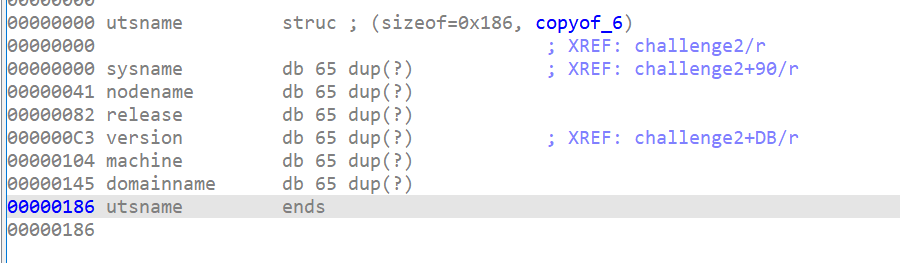 00000000
00000000 utsname struc ; (sizeof=0x186, copyof_6)
00000000 ; XREF: challenge2/r
00000000 sysname db 65 dup(?) ; XREF: challenge2+90/r
00000041 nodename db 65 dup(?)
00000082 release db 65 dup(?)
000000C3 version db 65 dup(?) ; XREF: challenge2+DB/r
00000104 machine db 65 dup(?)
00000145 domainname db 65 dup(?)
00000186 utsname ends
00000186